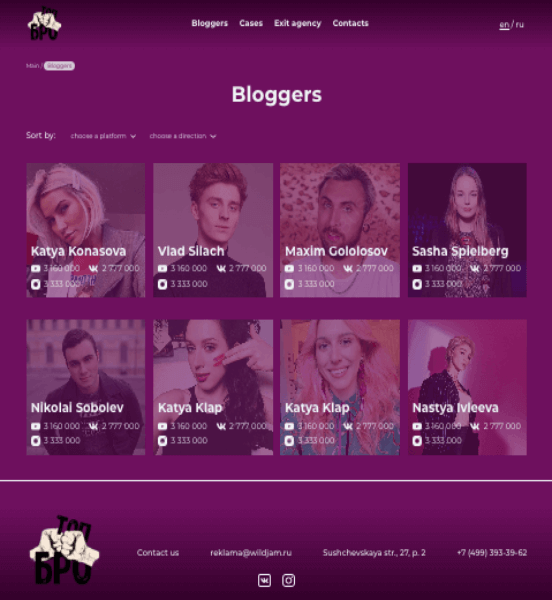 Топ
БРО
Bloggers Cases Exit agency Contacts
en / ru
Main / Bloggers
Bloggers
Sort by: choose a platform choose a direction
Katya Konasova
3 160 000 2 777 000
3 333 000
Vlad Silach
3 160 000 2 777 000
3 333 000
Maxim Gololosov
3 160 000 2 777 000
3 333 000
Sasha Spielberg
3 160 000 2 777 000
3 333 000
Nikolai Sobolev
3 160 000 2 777 000
3 333 000
Katya Klap
3 160 000 2 777 000
3 333 000
Katya Klap
3 160 000 2 777 000
3 333 000
Nastya Ivleeva
3 160 000 2 777 000
3 333 000
Топ
БРО
Contact us reklama@wildjam.ru Sushchevskaya str., 27, p. 2 +7 (499) 393-39-62